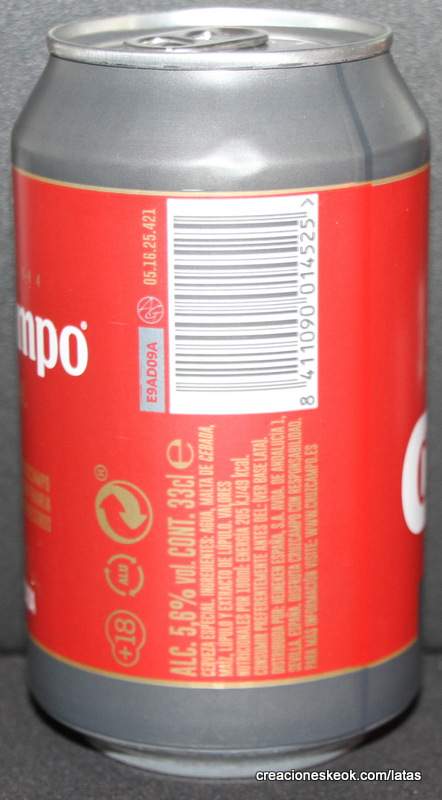 mpo®
05.16.25.421
E9AD09A
8 411090 014525 >
®
ALU
+18
ALC. 5,6% vol. CONT. 33cl e
CERVEZA ESPECIAL. INGREDIENTES: AGUA, MALTA DE CEBADA,
MAÍZ, LÚPULO Y EXTRACTO DE LÚPULO. VALORES
NUTRICIONALES POR 100ml: ENERGÍA: 205 kJ/49 kcal.
CONSUMIR PREFERENTEMENTE ANTES DEL: (VER BASE LATA).
DISTRIBUIDO POR: HEINEKEN ESPAÑA, S.A. AVDA. DE ANDALUCÍA 1,
SEVILLA, ESPAÑA. DISFRUTE CRUZCAMPO CON RESPONSABILIDAD.
PARA MÁS INFORMACIÓN VISITE: WWW.CRUZCAMPO.ES
creacioneskeok.com/latas